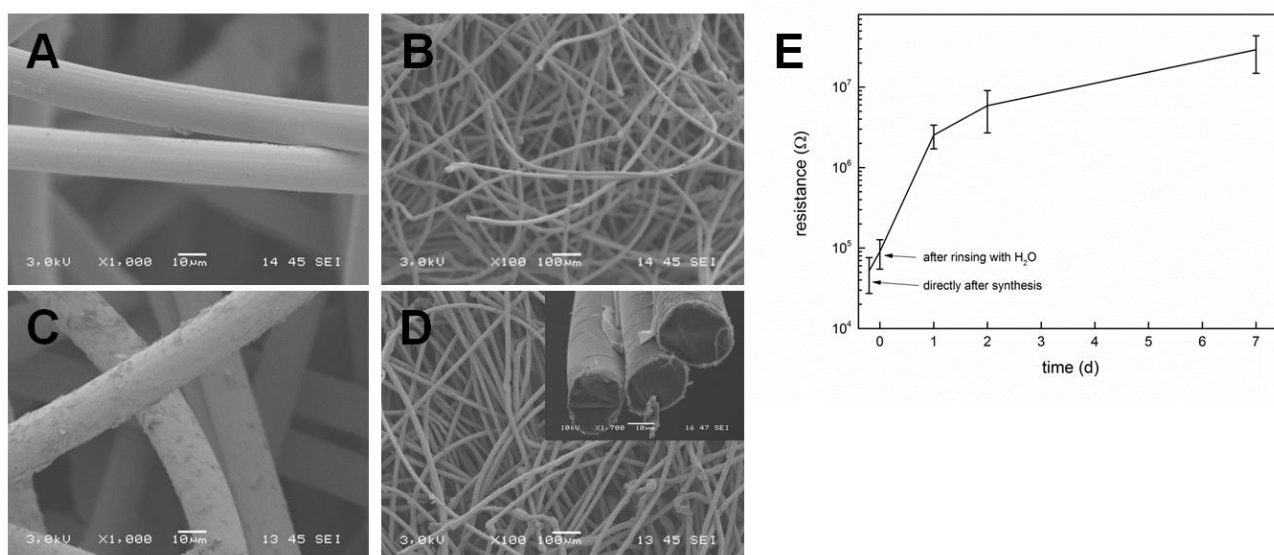 A
3,0kV X1,000 10μm 14 45 SEI
B
3,0kV X100 100μm 14 45 SEI
C
3,0kV X1,000 10μm 13 45 SEI
D
10kV X1,700 10μm 16 47 SEI
3,0kV X100 100μm 13 45 SEI
E
resistance (Ω)
10⁷
10⁶
10⁵
10⁴
after rinsing with H₂O
directly after synthesis
0 1 2 3 4 5 6 7
time (d)